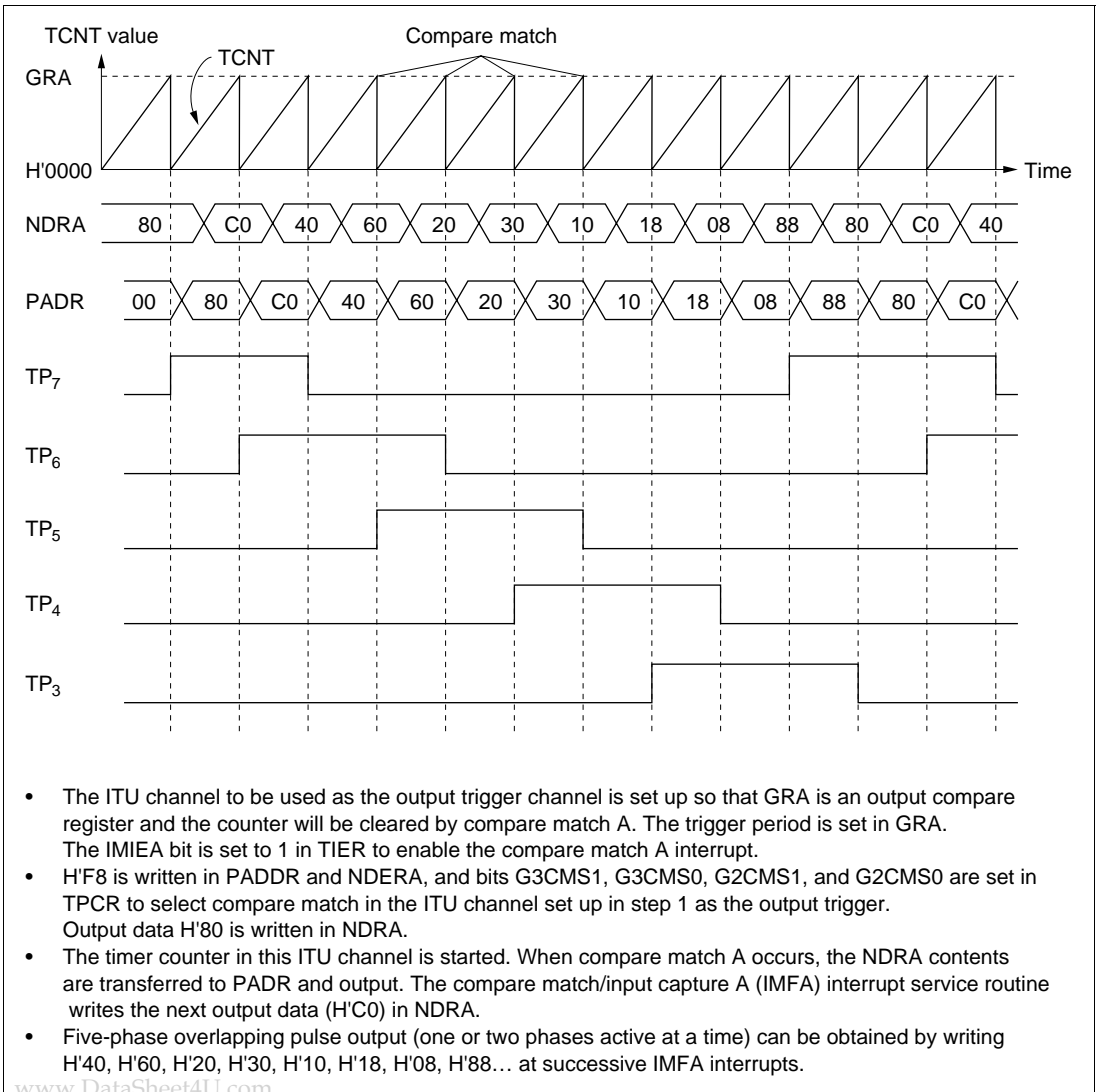 TCNT value
Compare match
TCNT
GRA
H'0000
Time
NDRA 80 C0 40 60 20 30 10 18 08 88 80 C0 40
PADR 00 80 C0 40 60 20 30 10 18 08 88 80 C0
TP7
TP6
TP5
TP4
TP3
• The ITU channel to be used as the output trigger channel is set up so that GRA is an output compare
register and the counter will be cleared by compare match A. The trigger period is set in GRA.
The IMIEA bit is set to 1 in TIER to enable the compare match A interrupt.
• H'F8 is written in PADDR and NDERA, and bits G3CMS1, G3CMS0, G2CMS1, and G2CMS0 are set in
TPCR to select compare match in the ITU channel set up in step 1 as the output trigger.
Output data H'80 is written in NDRA.
• The timer counter in this ITU channel is started. When compare match A occurs, the NDRA contents
are transferred to PADR and output. The compare match/input capture A (IMFA) interrupt service routine
writes the next output data (H'C0) in NDRA.
• Five-phase overlapping pulse output (one or two phases active at a time) can be obtained by writing
H'40, H'60, H'20, H'30, H'10, H'18, H'08, H'88… at successive IMFA interrupts.
www.DataSheet4U.com